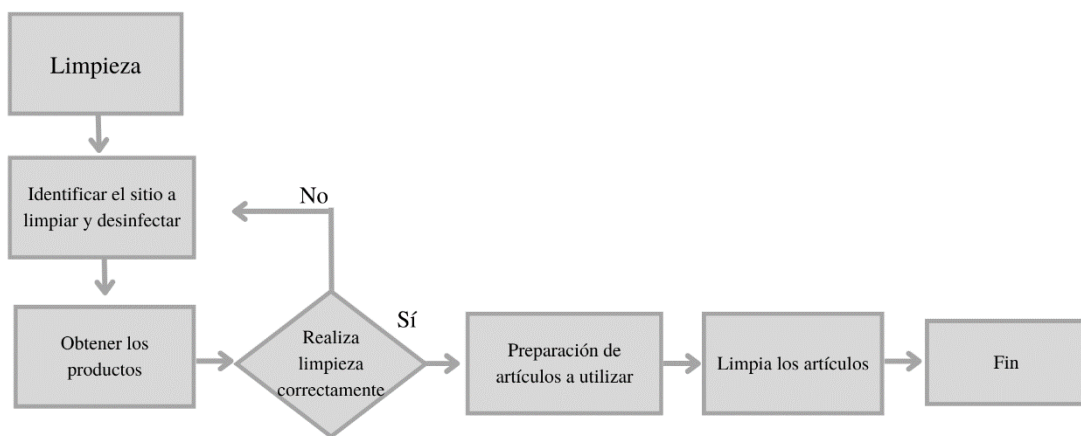 Limpieza
Identificar el sitio a
limpiar y desinfectar
No
Obtener los
productos
Realiza
limpieza
correctamente
Sí
Preparación de
artículos a utilizar
Limpia los artículos
Fin